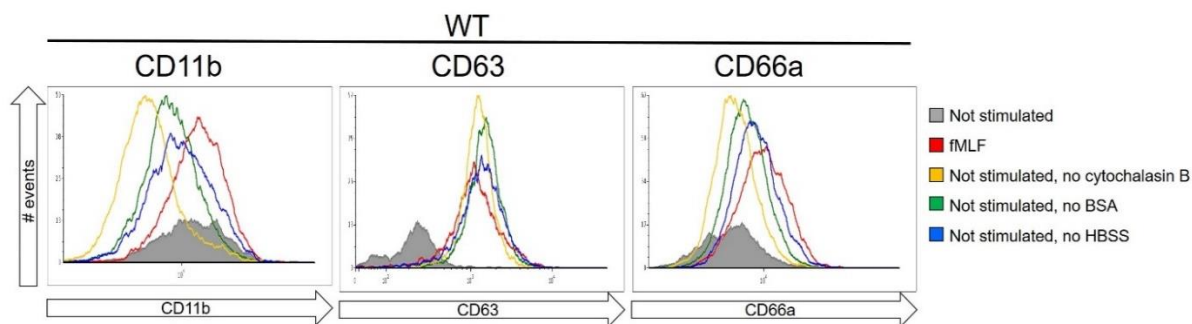 WT
CD11b
CD63
CD66a
# events
Not stimulated
fMLF
Not stimulated, no cytochalasin B
Not stimulated, no BSA
Not stimulated, no HBSS
CD11b
CD63
CD66a